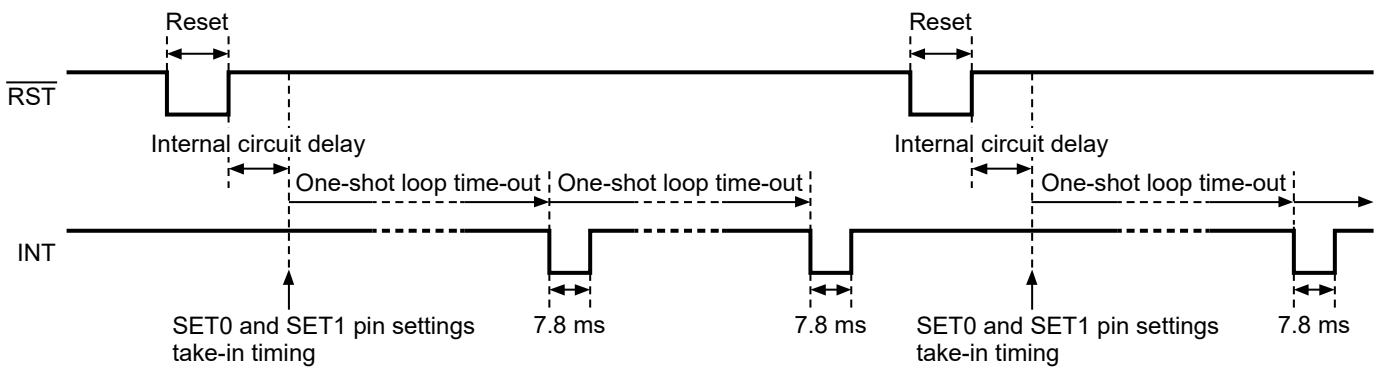 Reset
Reset
RST
Internal circuit delay
Internal circuit delay
One-shot loop time-out
One-shot loop time-out
One-shot loop time-out
INT
SET0 and SET1 pin settings
take-in timing
7.8 ms
7.8 ms
SET0 and SET1 pin settings
take-in timing
7.8 ms